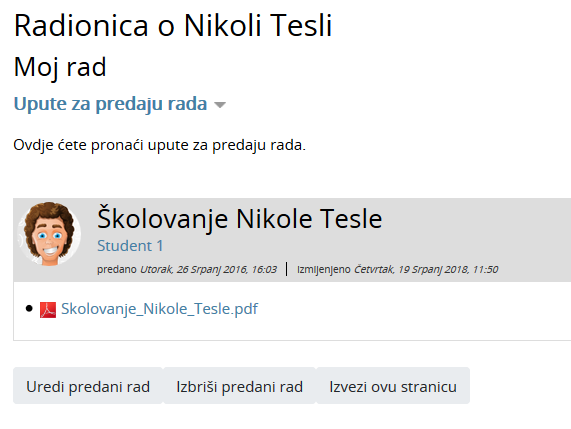 Radionica o Nikoli Tesli
Moj rad
Upute za predaju rada
Ovdje ćete pronaći upute za predaju rada.
Školovanje Nikole Tesle
Student 1
predano Utorak, 26 Srpanj 2016, 16:03 | Izmijenjeno Četvrtak, 19 Srpanj 2018, 11:50
Skolovanje_Nikole_Tesle.pdf
Uredi predani rad Izbriši predani rad Izvezi ovu stranicu